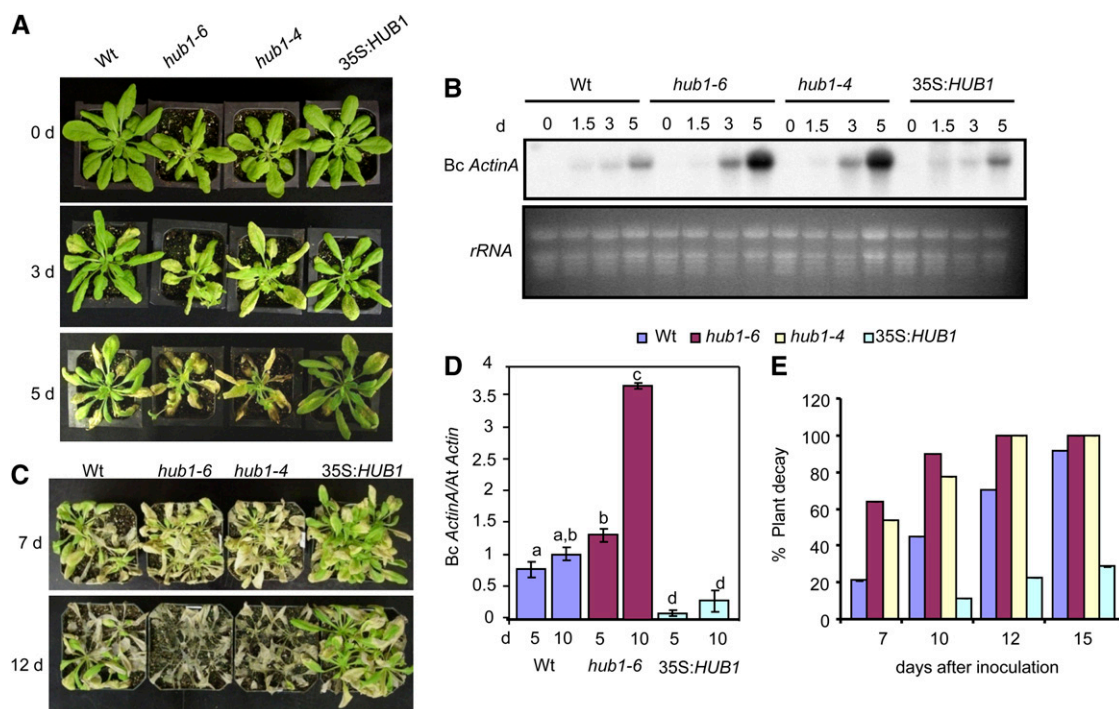 A
Wt hub1-6 hub1-4 35S:HUB1
0 d
3 d
5 d
B
Wt hub1-6 hub1-4 35S:HUB1
d 0 1.5 3 5 0 1.5 3 5 0 1.5 3 5 0 1.5 3 5
Bc ActinA
rRNA
C
Wt hub1-6 hub1-4 35S:HUB1
7 d
12 d
Wt hub1-6 hub1-4 35S:HUB1
D
Bc ActinA/At Actin
4
3.5
3
2.5
2
1.5
1
0.5
0
a a,b b c d d
d 5 10 5 10 5 10
Wt hub1-6 35S:HUB1
E
% Plant decay
120
100
80
60
40
20
0
7 10 12 15
days after inoculation